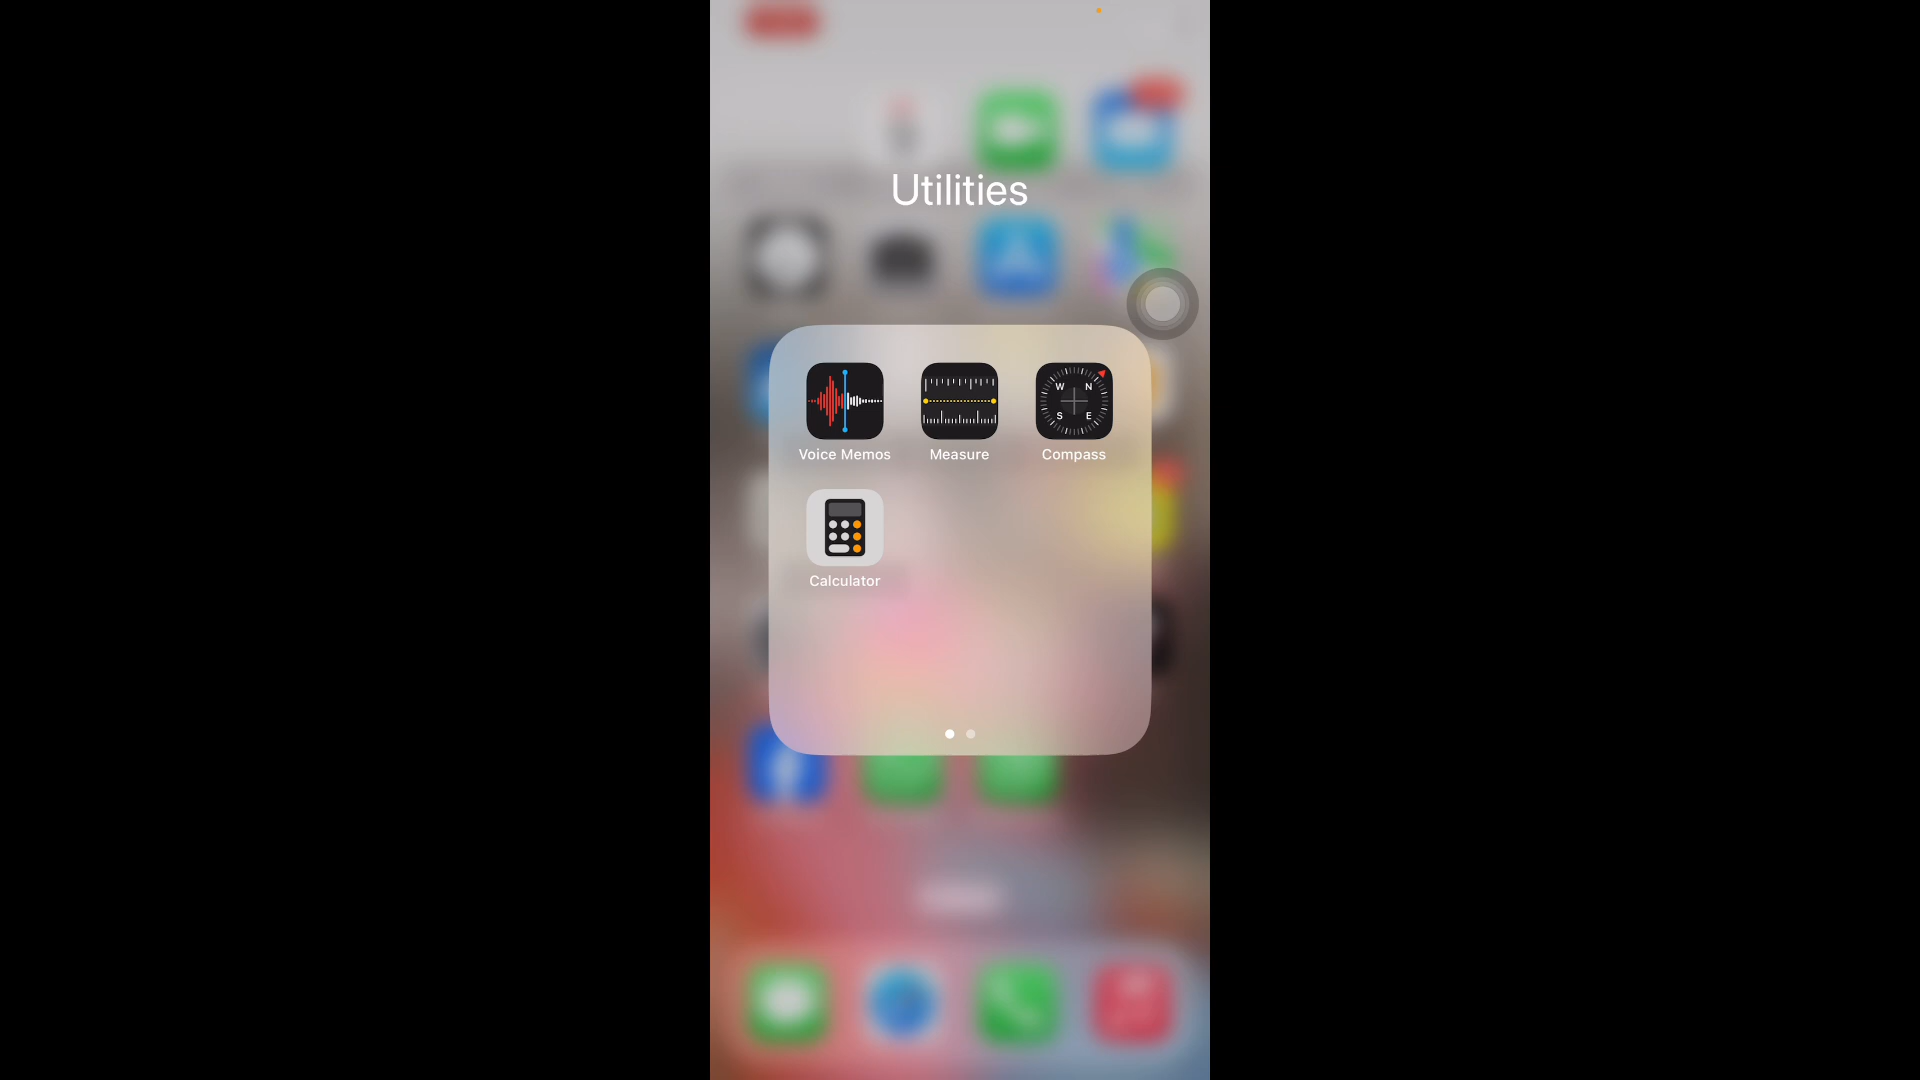 Utilities
Voice Memos
Measure
Compass
W N
S E
Calculator